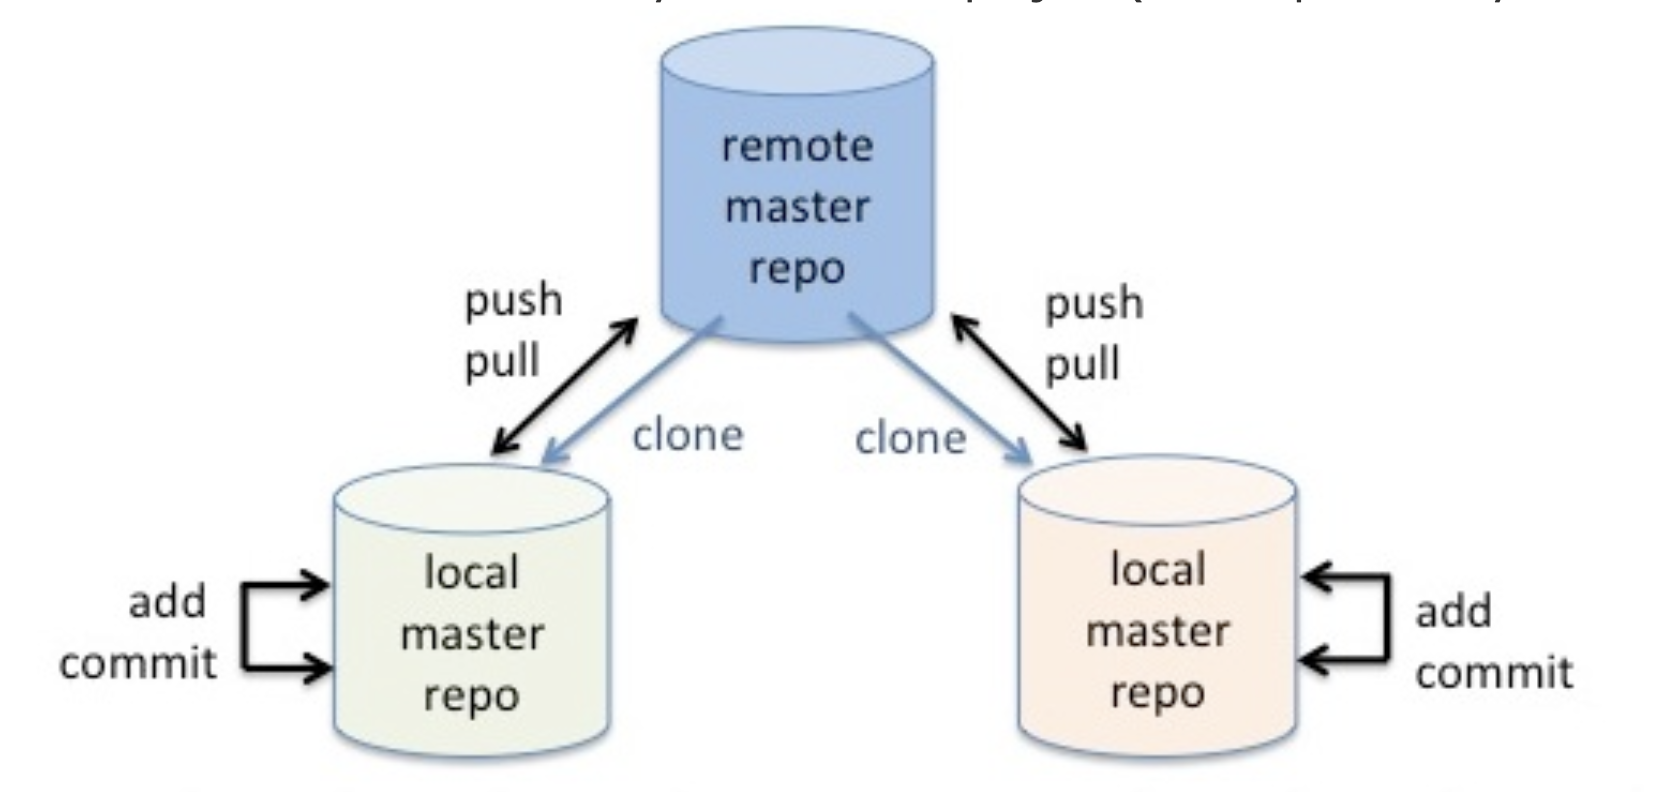 remote
master
repo
push
pull
push
pull
clone
clone
local
master
repo
local
master
repo
add
commit
add
commit